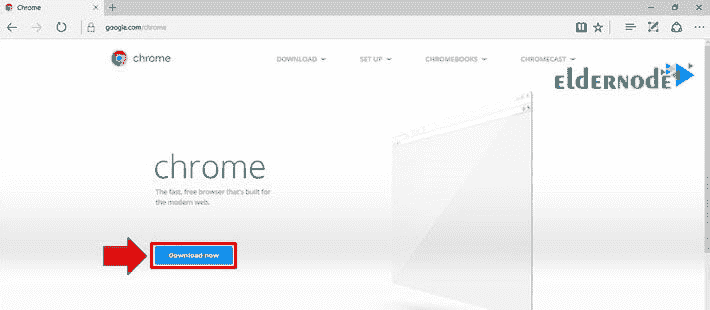 Chrome
google.com/chrome
chrome
DOWNLOAD
SET UP
CHROMEBOOKS
CHROMECAST
eLDeRNODe
chrome
The fast, free browser that's built for
the modern web.
Download now